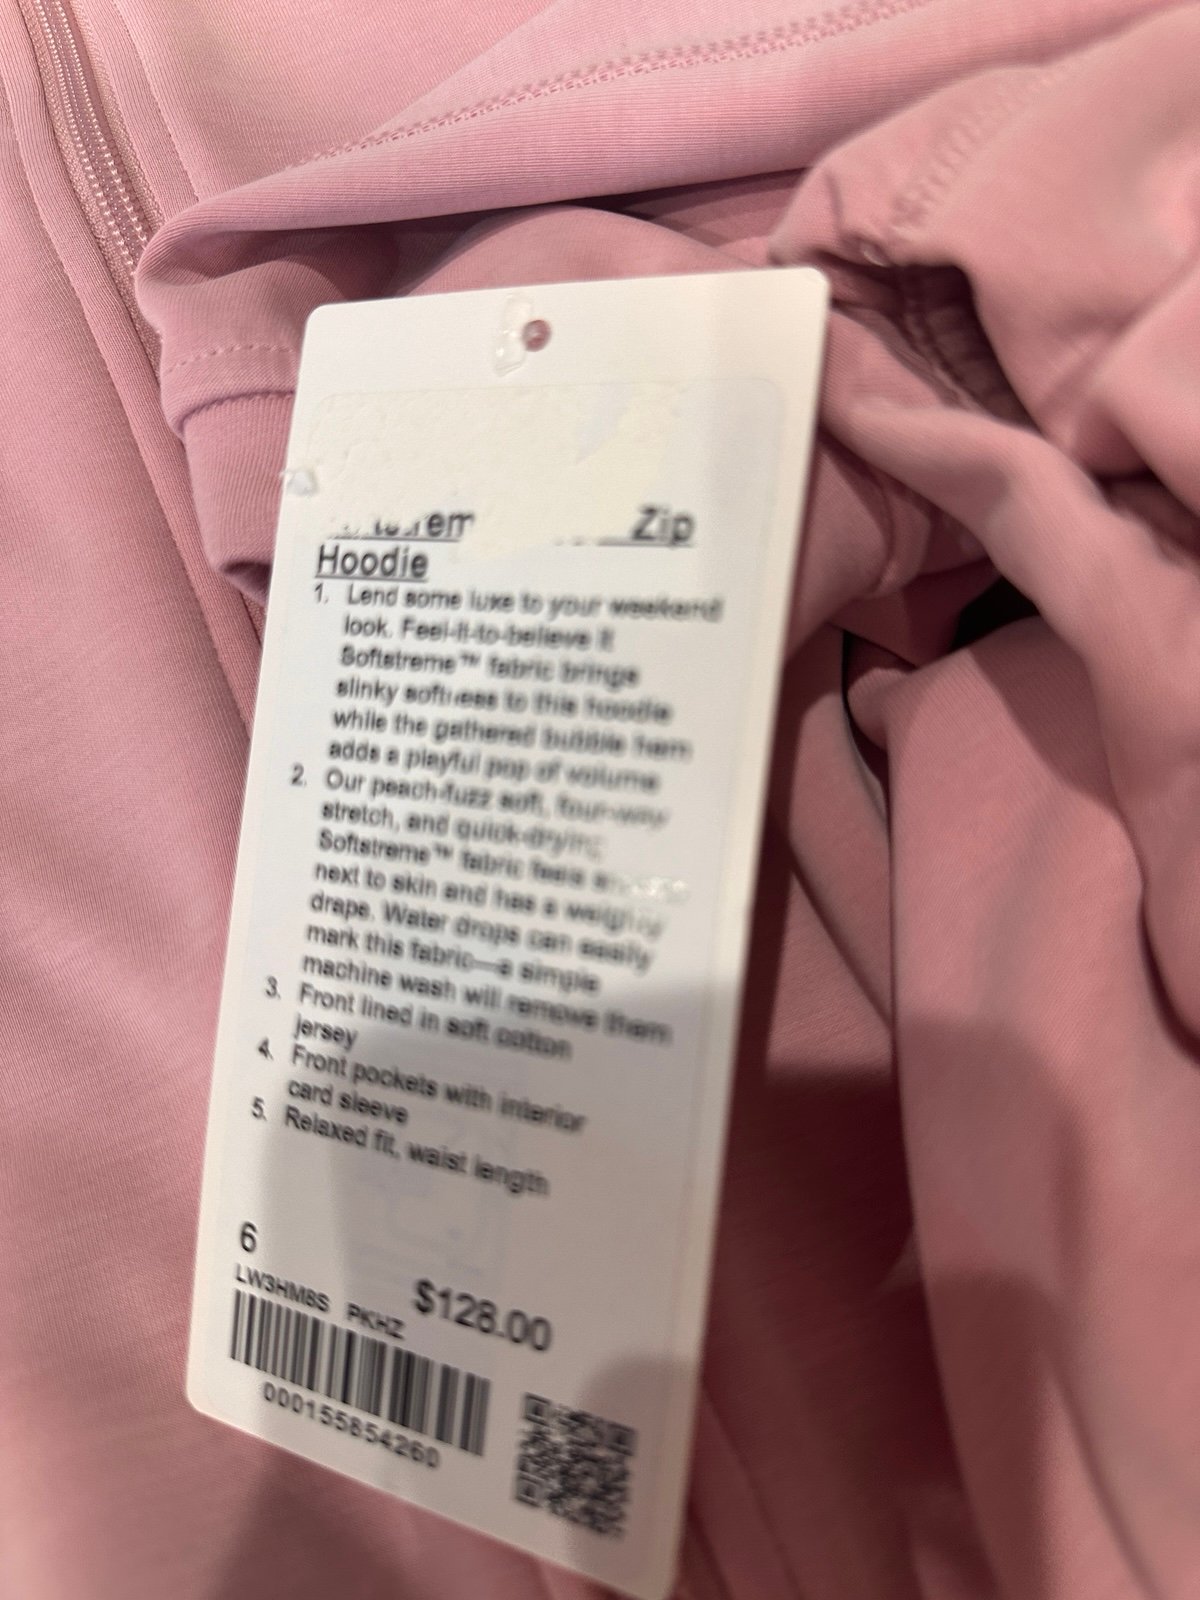 Zip
Hoodie
1. Lend some luxe to your weekend
look. Feel-it-to-believe it
Softstreme™ fabric brings
slinky softness to this hoodie
while the gathered bubble hem
adds a playful pop of volume
2. Our peach-fuzz soft, four-way
stretch, and quick-drying
Softstreme™ fabric feels
next to skin and has a weighty
drape. Water drops can easily
mark this fabric—a simple
machine wash will remove them
3. Front lined in soft cotton
jersey
4. Front pockets with interior
card sleeve
5. Relaxed fit, waist length
6
$128.00
LW3HM8S PKHZ
000155854260